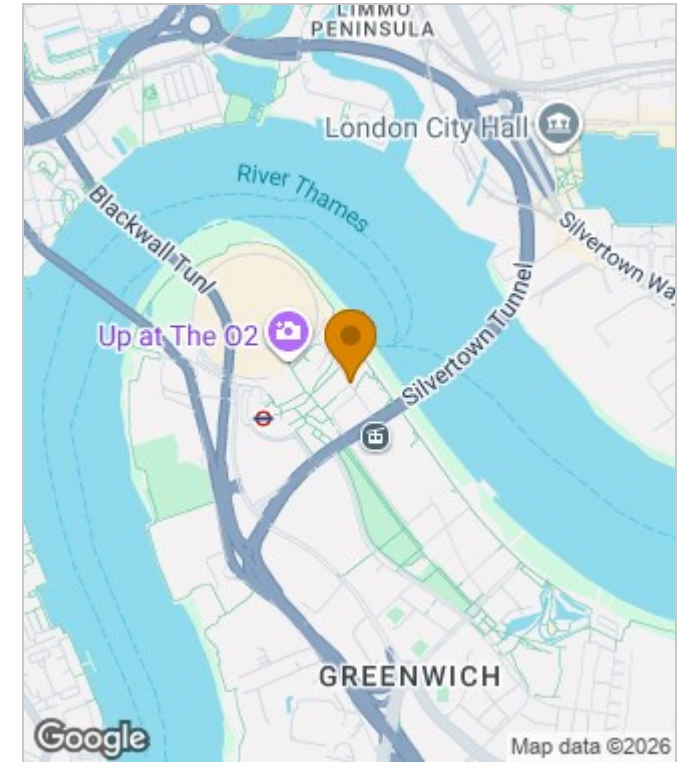 LIMMO
PENINSULA
London City Hall
River Thames
Blackwall Tunl
Silvertown Way
Up at The O2
Silvertown Tunnel
GREENWICH
Google
Map data ©2026